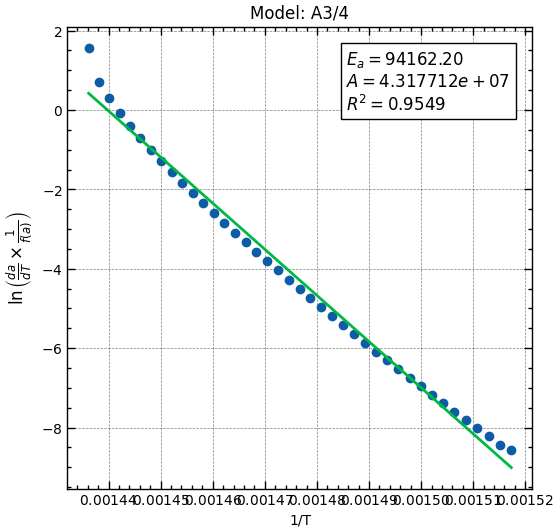 Model: A3/4
E_a = 94162.20
A = 4.317712e + 07
R^2 = 0.9549
2
0
−2
−4
−6
−8
ln (da/dT × 1/f(a))
0.00144 0.00145 0.00146 0.00147 0.00148 0.00149 0.00150 0.00151 0.00152
1/T